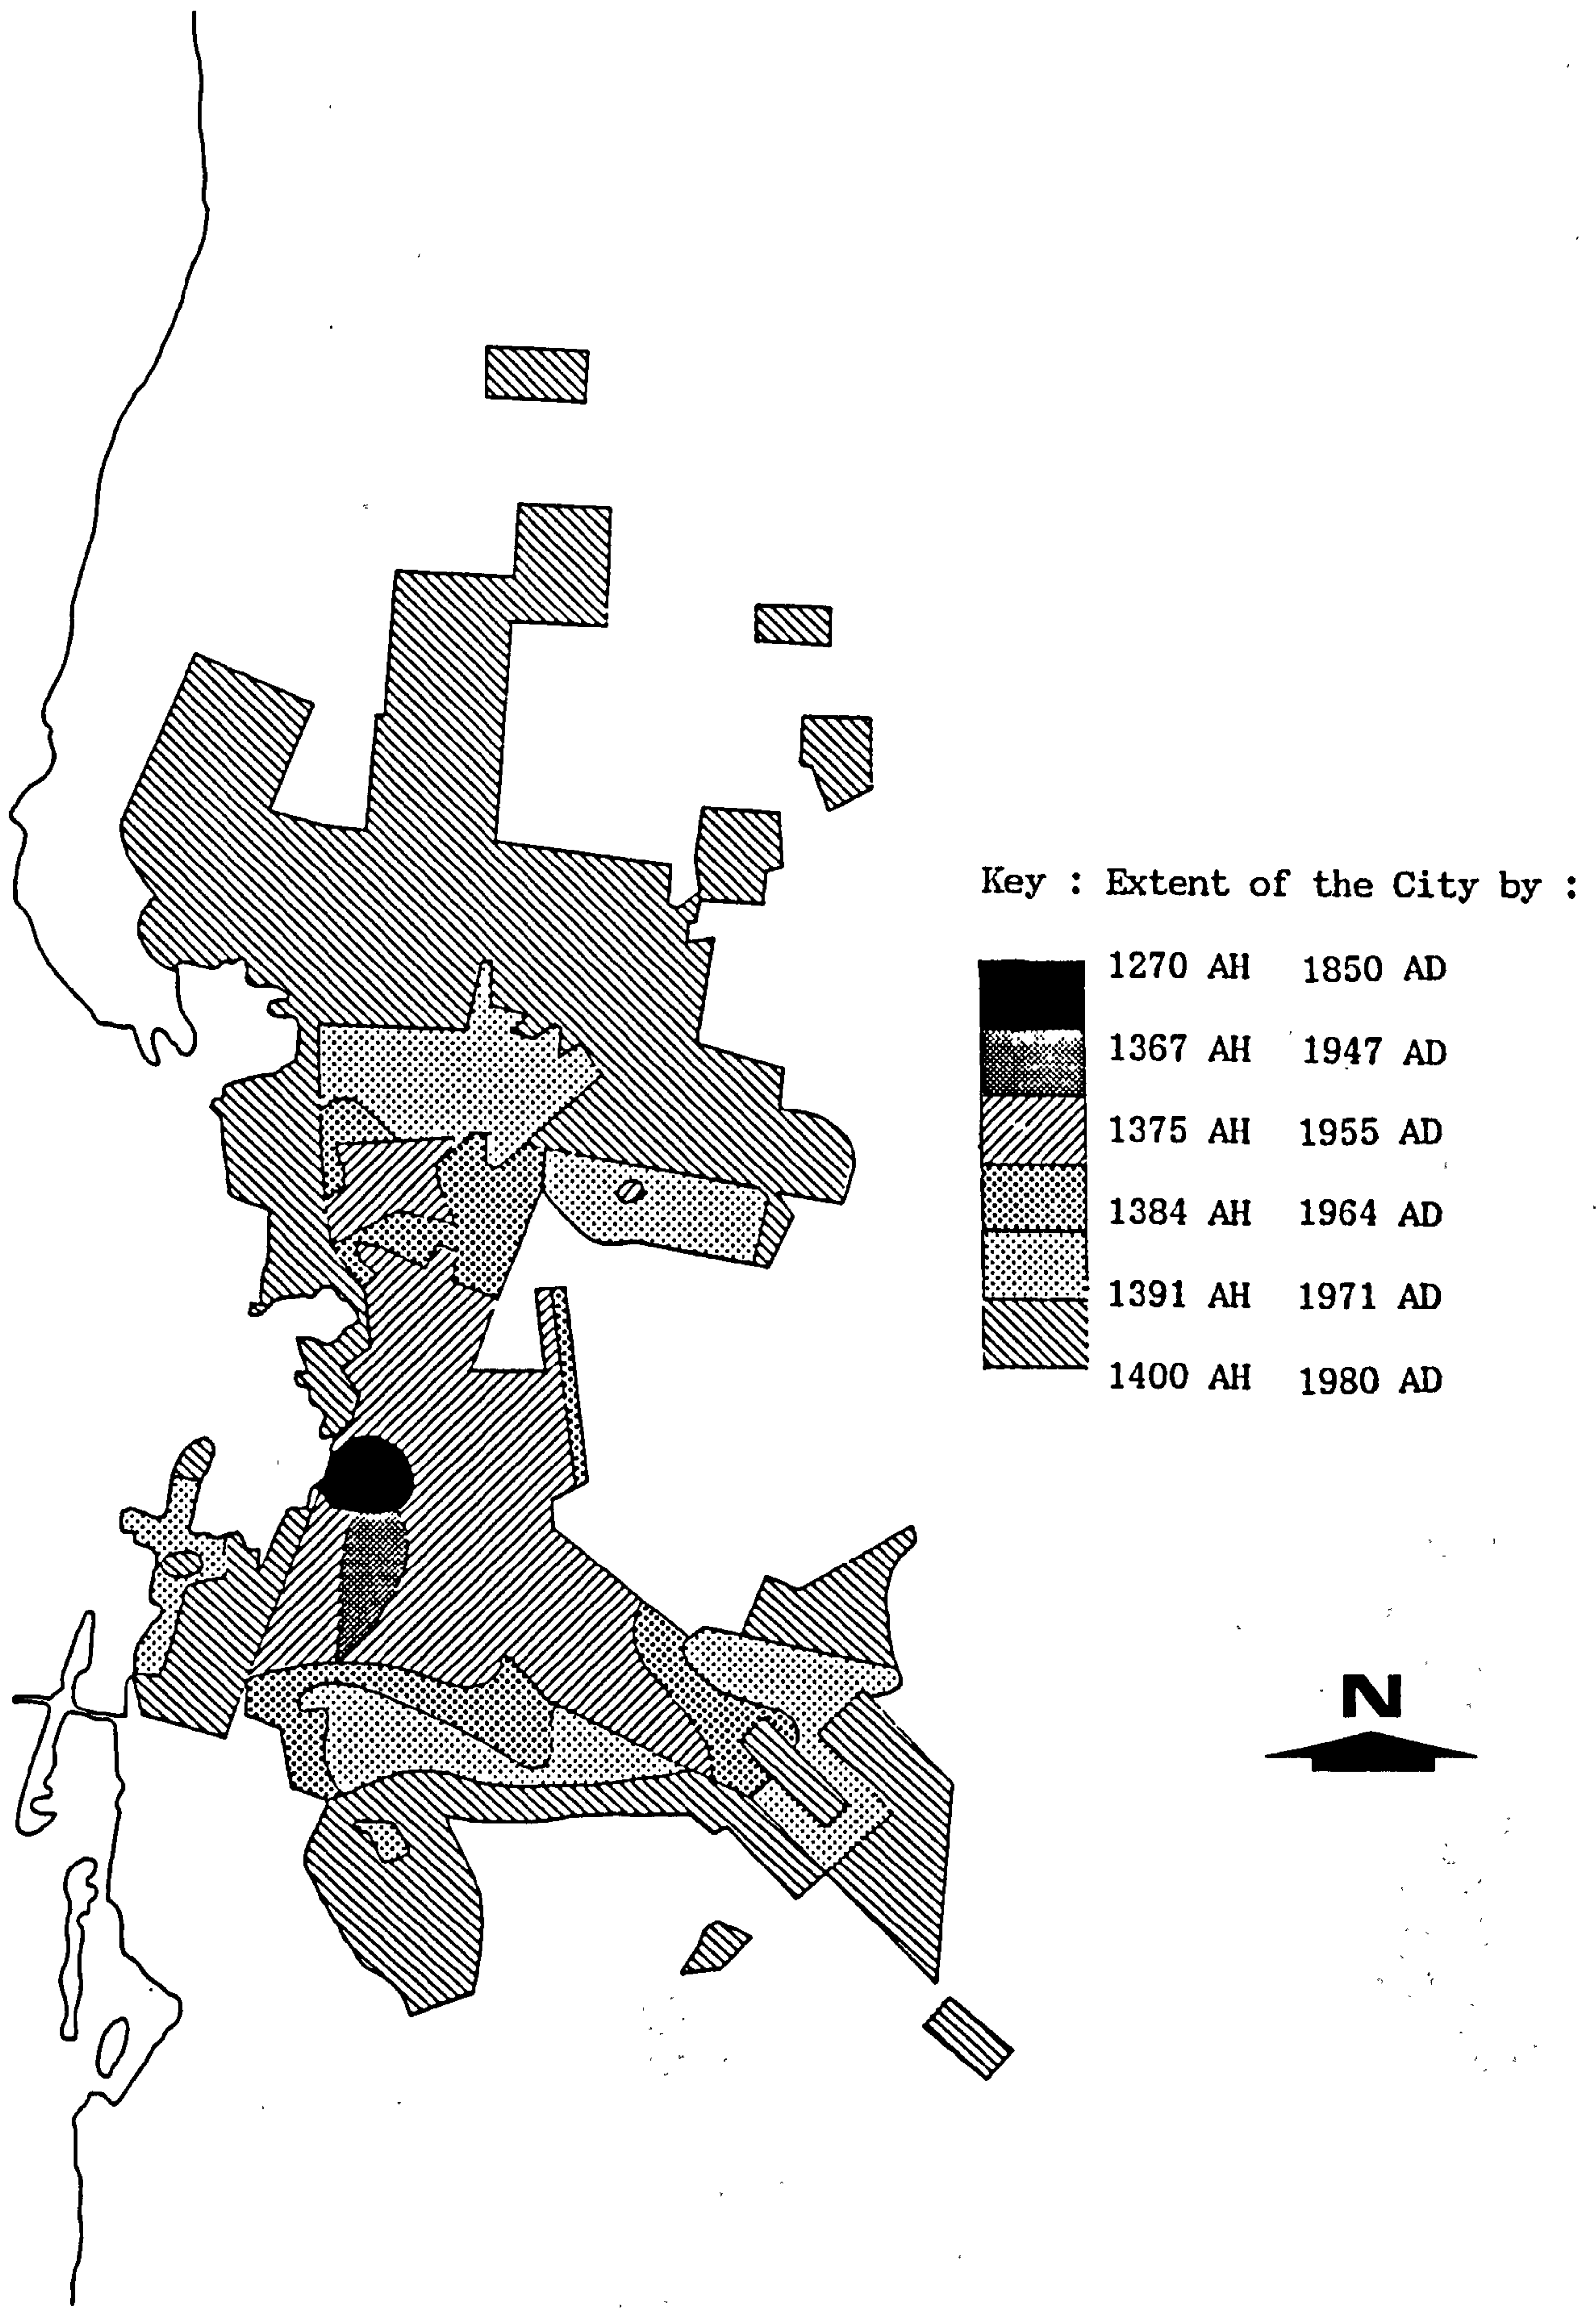 Key : Extent of the City by :
1270 AH 1850 AD
1367 AH 1947 AD
1375 AH 1955 AD
1384 AH 1964 AD
1391 AH 1971 AD
1400 AH 1980 AD
N